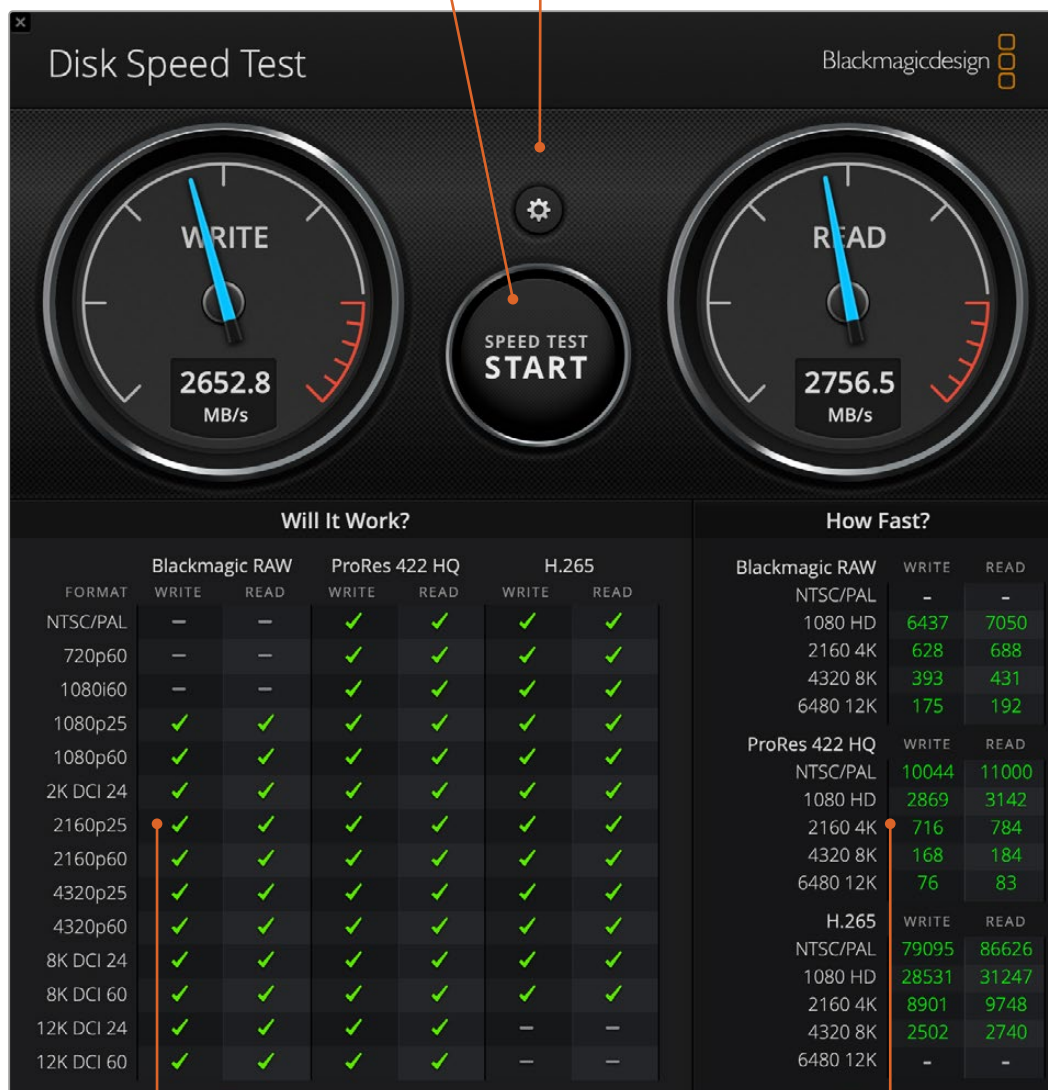 Disk Speed Test
Blackmagicdesign
WRITE
2652.8
MB/s
SPEED TEST
START
READ
2756.5
MB/s
Will It Work?
Blackmagic RAW ProRes 422 HQ H.265
FORMAT WRITE READ WRITE READ WRITE READ
NTSC/PAL – – ✓ ✓ ✓ ✓
720p60 – – ✓ ✓ ✓ ✓
1080i60 – – ✓ ✓ ✓ ✓
1080p25 ✓ ✓ ✓ ✓ ✓ ✓
1080p60 ✓ ✓ ✓ ✓ ✓ ✓
2K DCI 24 ✓ ✓ ✓ ✓ ✓ ✓
2160p25 ✓ ✓ ✓ ✓ ✓ ✓
2160p60 ✓ ✓ ✓ ✓ ✓ ✓
4320p25 ✓ ✓ ✓ ✓ ✓ ✓
4320p60 ✓ ✓ ✓ ✓ ✓ ✓
8K DCI 24 ✓ ✓ ✓ ✓ ✓ ✓
8K DCI 60 ✓ ✓ ✓ ✓ ✓ ✓
12K DCI 24 ✓ ✓ ✓ ✓ – –
12K DCI 60 ✓ ✓ ✓ ✓ – –
How Fast?
Blackmagic RAW WRITE READ
NTSC/PAL – –
1080 HD 6437 7050
2160 4K 628 688
4320 8K 393 431
6480 12K 175 192
ProRes 422 HQ WRITE READ
NTSC/PAL 10044 11000
1080 HD 2869 3142
2160 4K 716 784
4320 8K 168 184
6480 12K 76 83
H.265 WRITE READ
NTSC/PAL 79095 86626
1080 HD 28531 31247
2160 4K 8901 9748
4320 8K 2502 2740
6480 12K – –